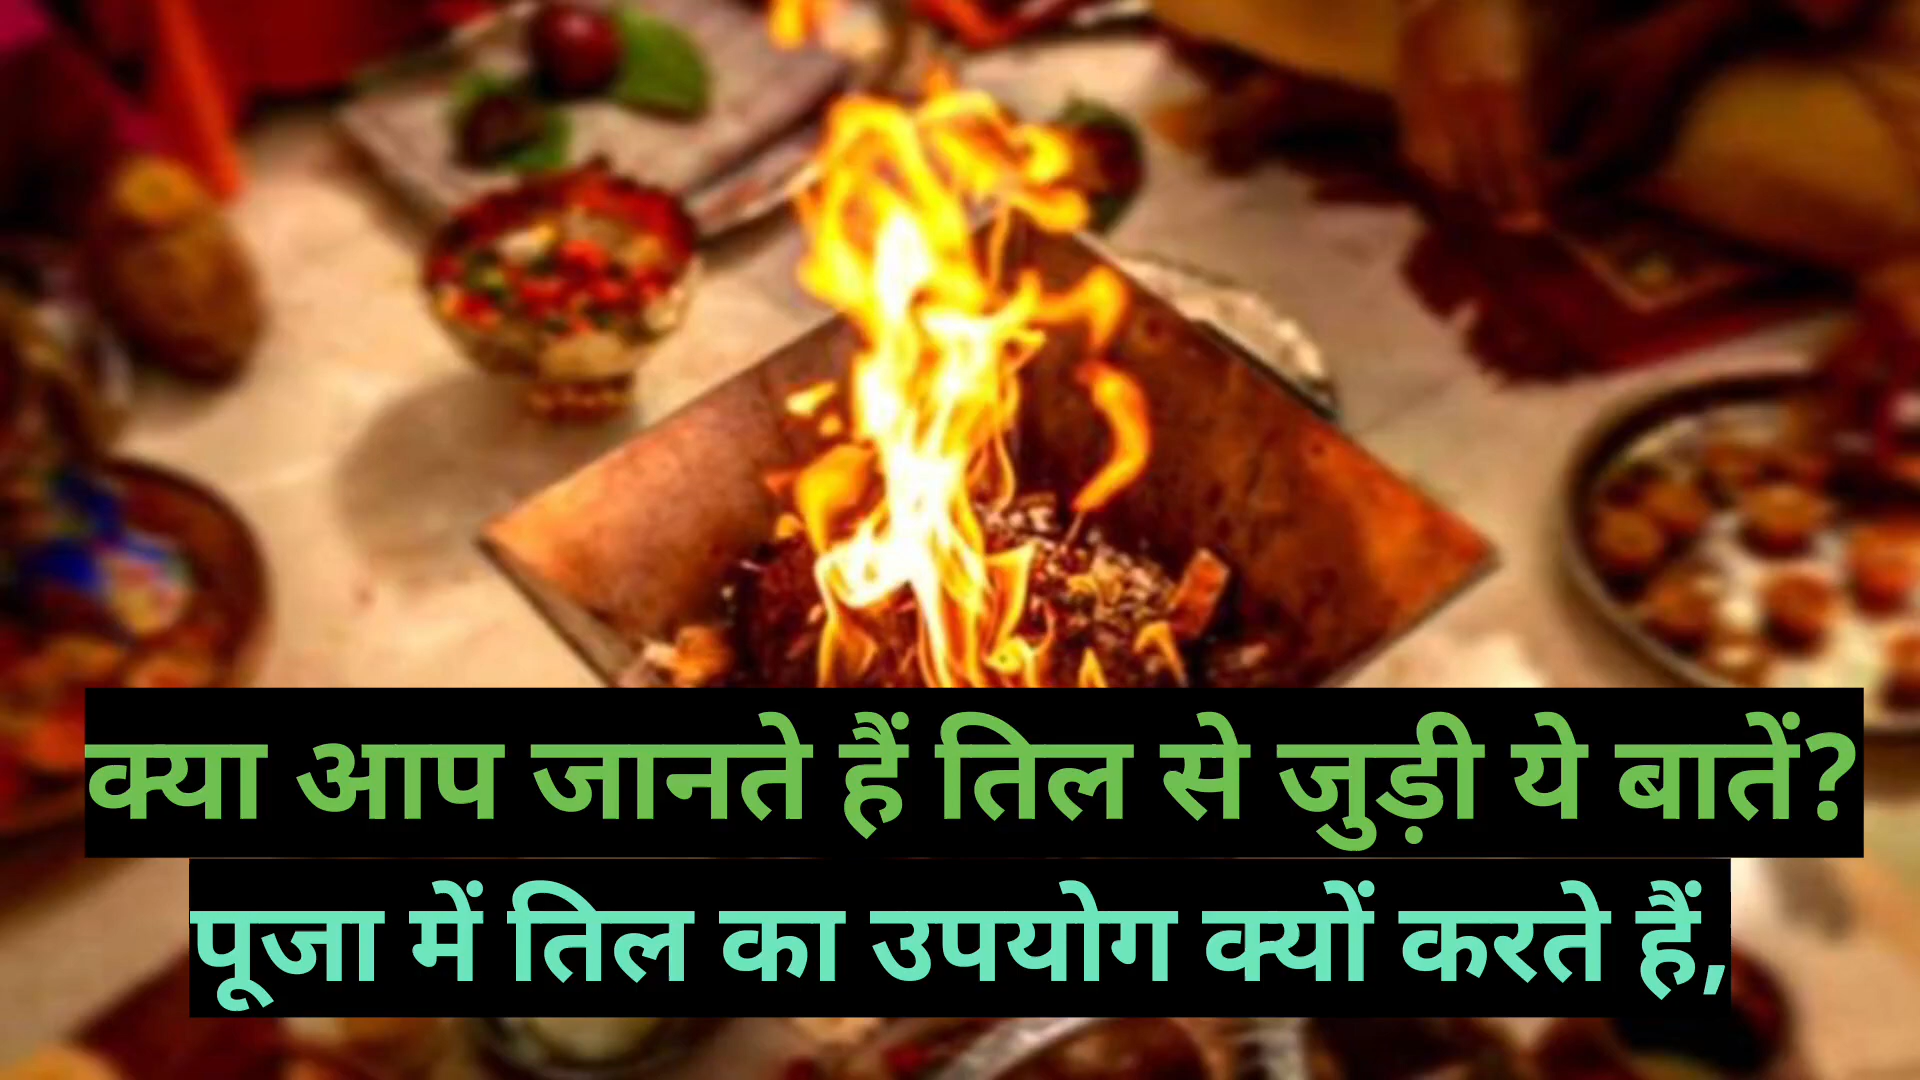 क्या आप जानते हैं तिल से जुड़ी ये बातें?
पूजा में तिल का उपयोग क्यों करते हैं,